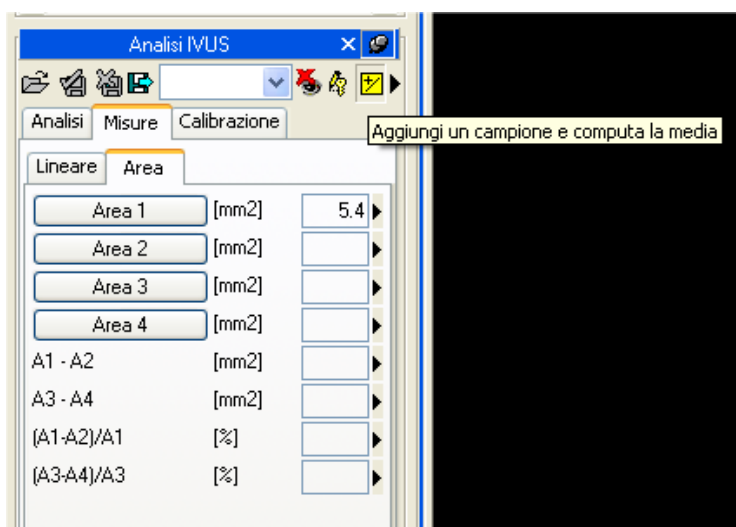 Analisi IVUS
Analisi Misure Calibrazione
Aggiungi un campione e computa la media
Lineare Area
Area 1 [mm2] 5.4
Area 2 [mm2]
Area 3 [mm2]
Area 4 [mm2]
A1 - A2 [mm2]
A3 - A4 [mm2]
(A1-A2)/A1 [%]
(A3-A4)/A3 [%]